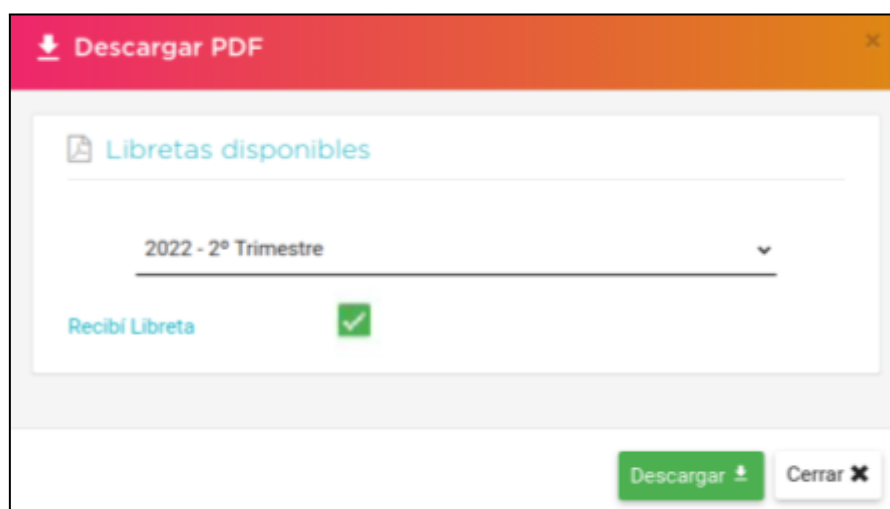 Descargar PDF
Libretas disponibles
2022 - 2º Trimestre
Recibí Libreta
Descargar
Cerrar